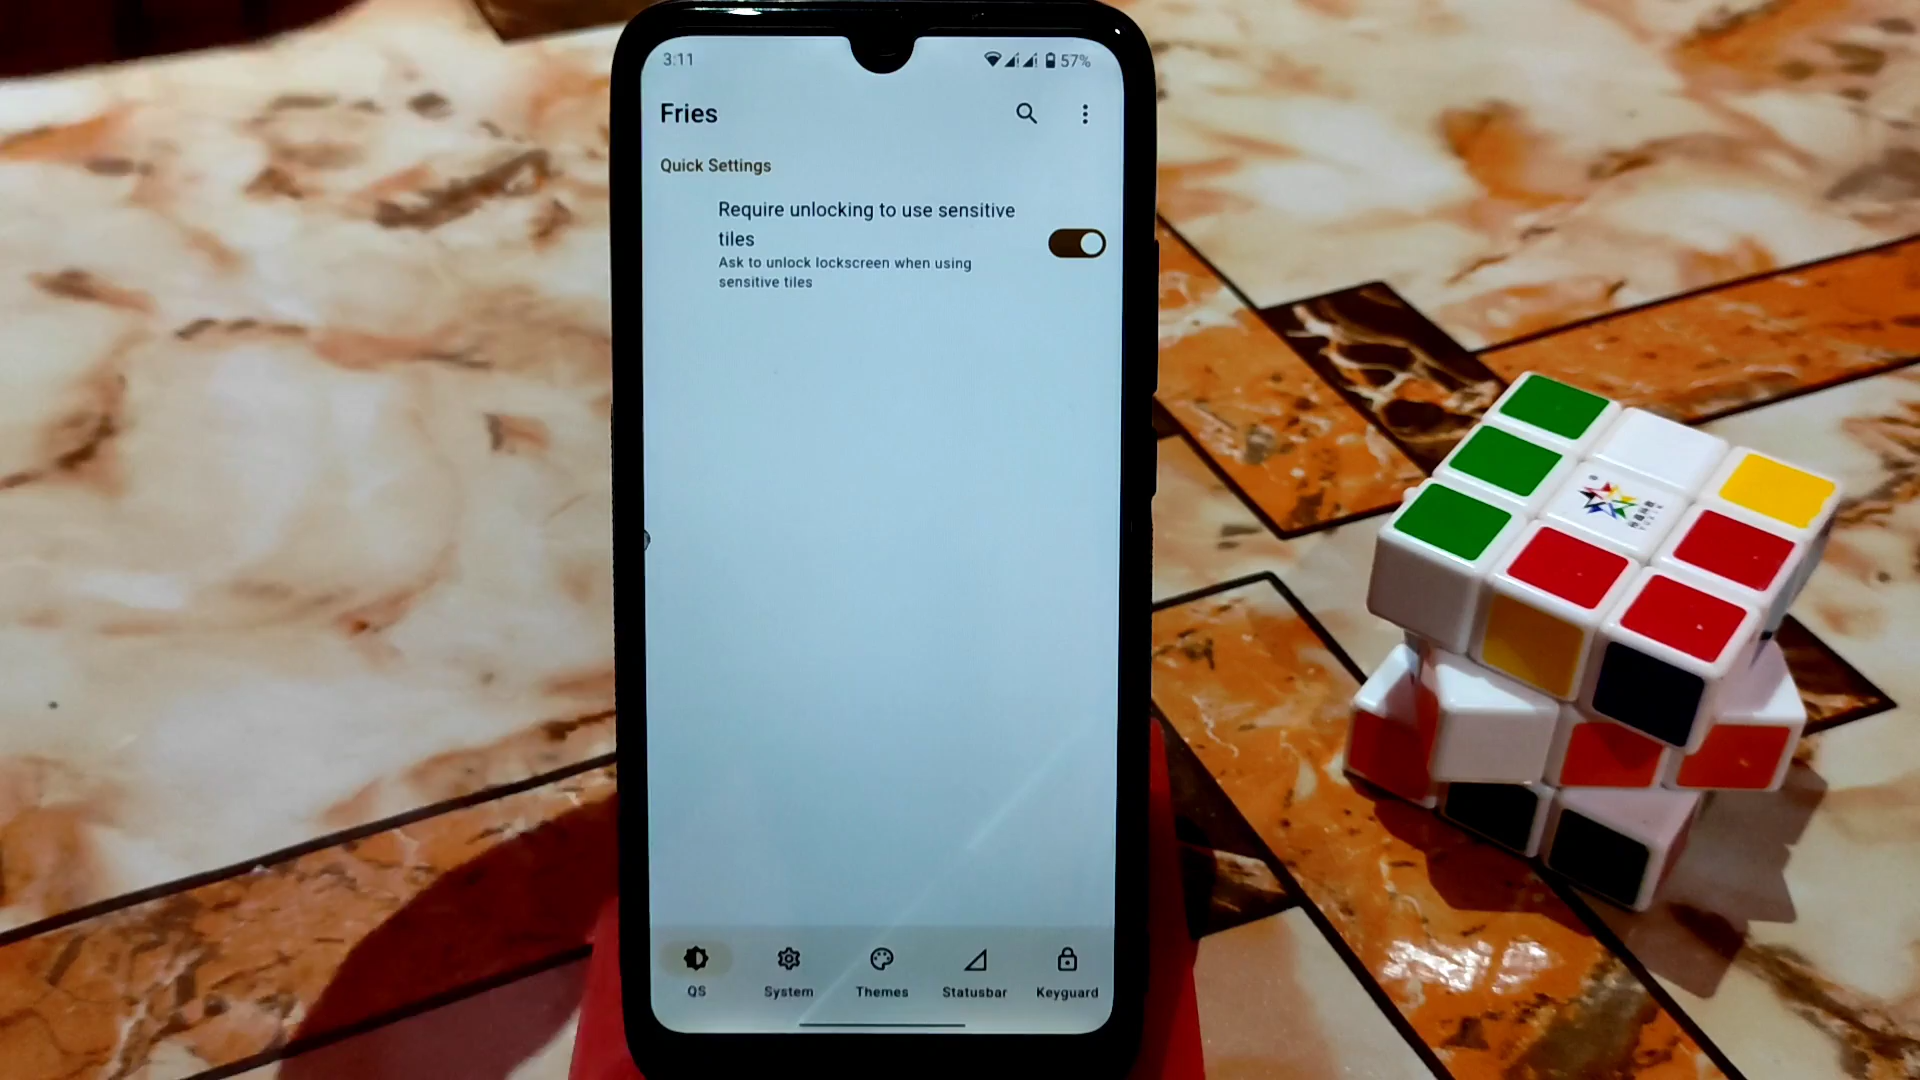 3:11
57%
Fries
Quick Settings
Require unlocking to use sensitive
tiles
Ask to unlock lockscreen when using
sensitive tiles
QS
System
Themes
Statusbar
Keyguard